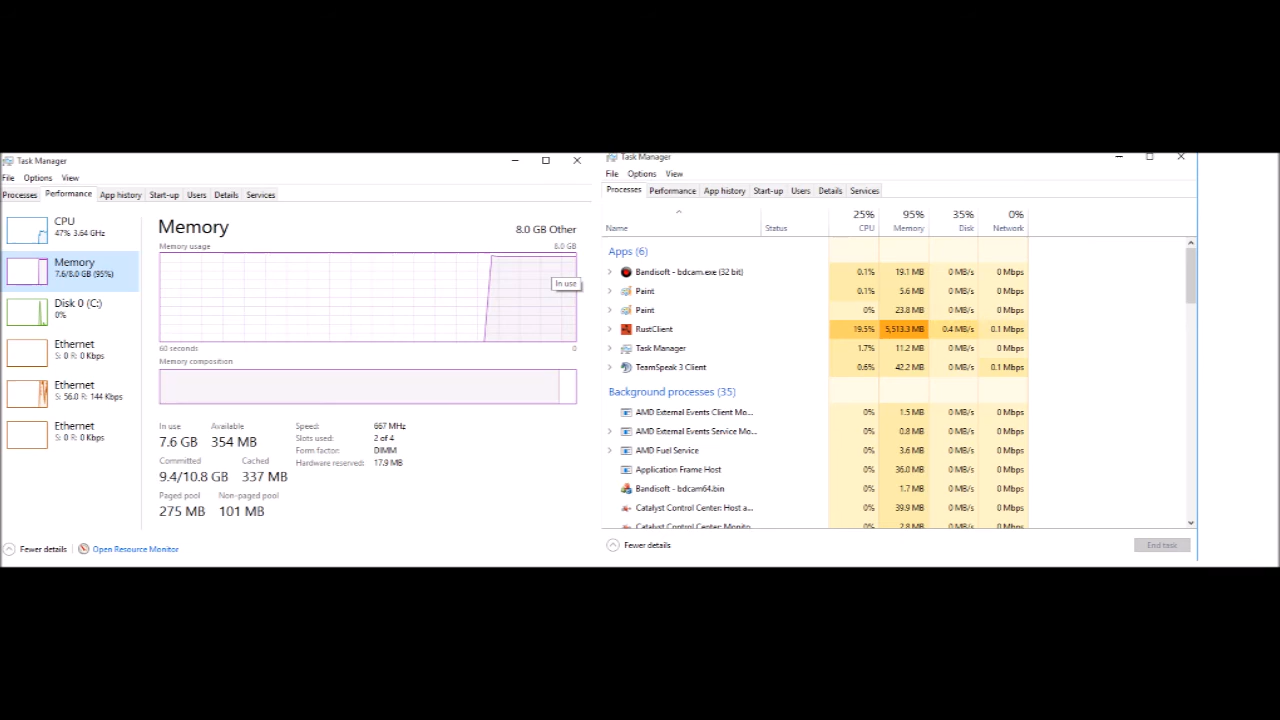 Task Manager
File Options View
Processes Performance App history Start-up Users Details Services
CPU
47% 3.64 GHz
Memory
7.6/8.0 GB (95%)
Disk 0 (C:)
0%
Ethernet
S: 0 R: 0 Kbps
Ethernet
S: 56.0 R: 144 Kbps
Ethernet
S: 0 R: 0 Kbps
Memory 8.0 GB Other
Memory usage 8.0 GB
In use
60 seconds 0
Memory composition
In use Available
7.6 GB 354 MB
Committed Cached
9.4/10.8 GB 337 MB
Paged pool Non-paged pool
275 MB 101 MB
Speed: 667 MHz
Slots used: 2 of 4
Form factor: DIMM
Hardware reserved: 17.9 MB
Fewer details Open Resource Monitor
Task Manager
File Options View
Processes Performance App history Start-up Users Details Services
25% 95% 35% 0%
Name Status CPU Memory Disk Network
Apps (6)
Bandisoft - bdcam.exe (32 bit) 0.1% 19.1 MB 0 MB/s 0 Mbps
Paint 0.1% 5.6 MB 0 MB/s 0 Mbps
Paint 0% 23.8 MB 0 MB/s 0 Mbps
RustClient 19.5% 5,513.3 MB 0.4 MB/s 0.1 Mbps
Task Manager 1.7% 11.2 MB 0 MB/s 0 Mbps
TeamSpeak 3 Client 0.6% 42.2 MB 0 MB/s 0.1 Mbps
Background processes (35)
AMD External Events Client Mo... 0% 1.5 MB 0 MB/s 0 Mbps
AMD External Events Service Mo... 0% 0.8 MB 0 MB/s 0 Mbps
AMD Fuel Service 0% 3.6 MB 0 MB/s 0 Mbps
Application Frame Host 0% 36.0 MB 0 MB/s 0 Mbps
Bandisoft - bdcam64.bin 0% 1.7 MB 0 MB/s 0 Mbps
Catalyst Control Center: Host a... 0% 39.9 MB 0 MB/s 0 Mbps
Catalyst Control Center: Monito... 0% 2.8 MB 0 MB/s 0 Mbps
Fewer details End task